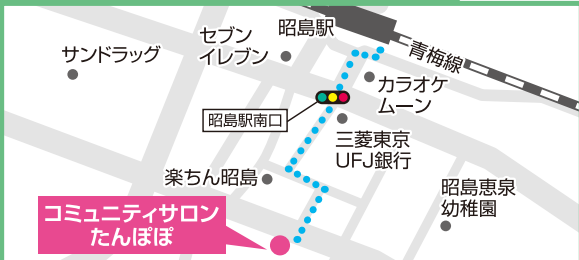 昭島駅
セブン
イレブン
サンドラッグ
青梅線
カラオケ
ムーン
昭島駅南口
三菱東京
UFJ銀行
楽ちん昭島
昭島恵泉
幼稚園
コミュニティサロン
たんぽぽ